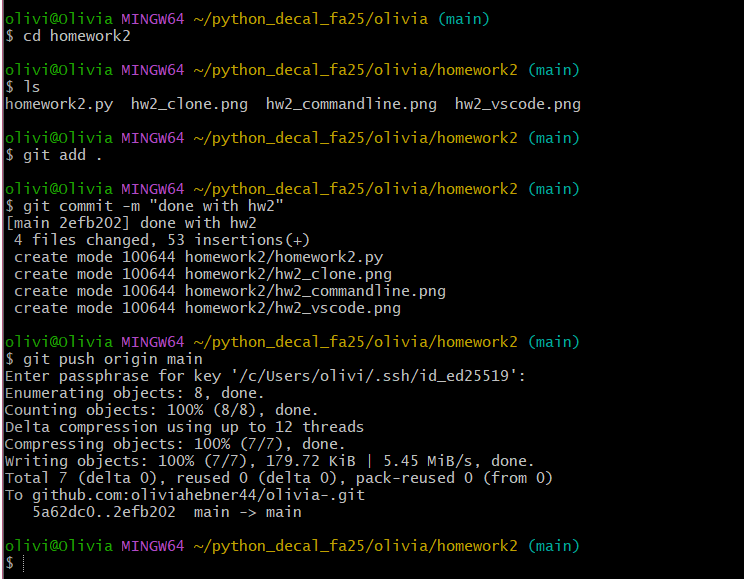 olivi@Olivia MINGW64 ~/python_decal_fa25/olivia (main)
$ cd homework2
olivi@Olivia MINGW64 ~/python_decal_fa25/olivia/homework2 (main)
$ ls
homework2.py  hw2_clone.png  hw2_commandline.png  hw2_vscode.png
olivi@Olivia MINGW64 ~/python_decal_fa25/olivia/homework2 (main)
$ git add .
olivi@Olivia MINGW64 ~/python_decal_fa25/olivia/homework2 (main)
$ git commit -m "done with hw2"
[main 2efb202] done with hw2
 4 files changed, 53 insertions(+)
 create mode 100644 homework2/homework2.py
 create mode 100644 homework2/hw2_clone.png
 create mode 100644 homework2/hw2_commandline.png
 create mode 100644 homework2/hw2_vscode.png
olivi@Olivia MINGW64 ~/python_decal_fa25/olivia/homework2 (main)
$ git push origin main
Enter passphrase for key '/c/Users/olivi/.ssh/id_ed25519':
Enumerating objects: 8, done.
Counting objects: 100% (8/8), done.
Delta compression using up to 12 threads
Compressing objects: 100% (7/7), done.
Writing objects: 100% (7/7), 179.72 KiB | 5.45 MiB/s, done.
Total 7 (delta 0), reused 0 (delta 0), pack-reused 0 (from 0)
To github.com:oliviahebner44/olivia-.git
   5a62dc0..2efb202  main -> main
olivi@Olivia MINGW64 ~/python_decal_fa25/olivia/homework2 (main)
$